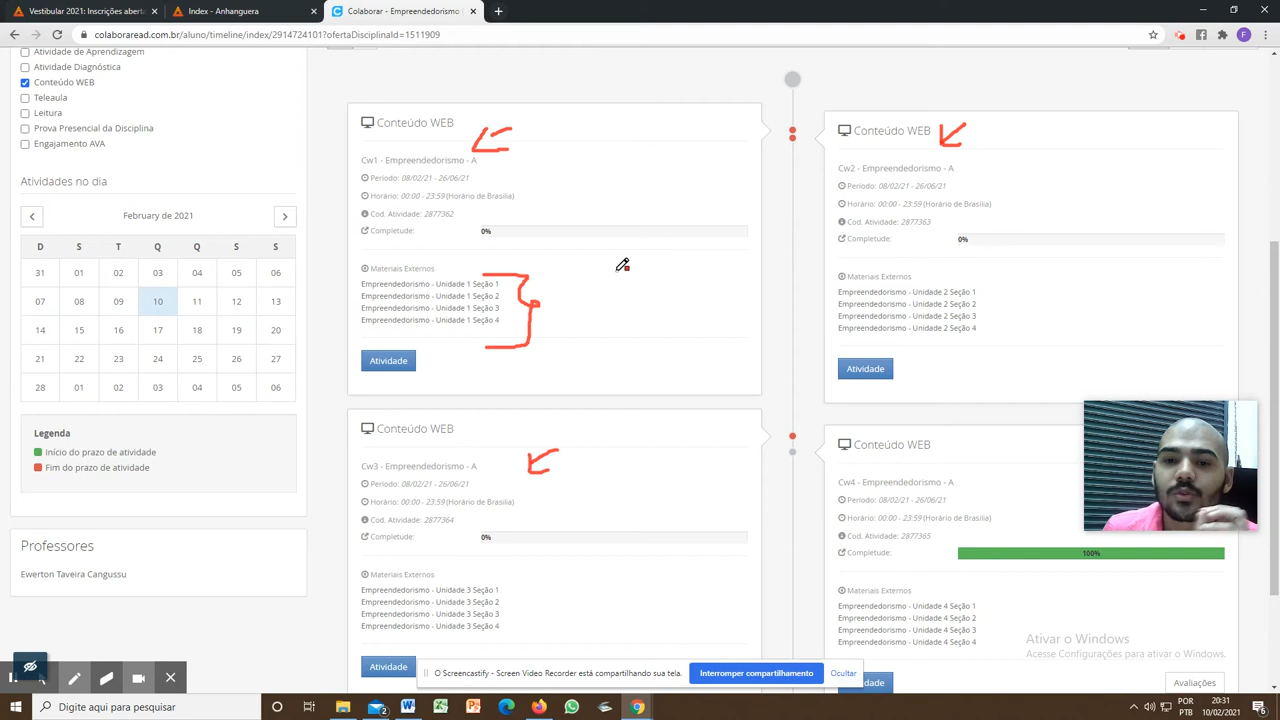 Vestibular 2021: Inscrições abert
Index - Anhanguera
Colaborar - Empreendedorismo (
colaboraread.com.br/aluno/timeline/index/2914724101?ofertaDisciplinaId=1511909
F
Atividade de Aprendizagem
Atividade Diagnóstica
Conteúdo WEB
Teleaula
Leitura
Prova Presencial da Disciplina
Engajamento AVA
Atividades no dia
February de 2021
D S T Q Q S S
31 01 02 03 04 05 06
07 08 09 10 11 12 13
14 15 16 17 18 19 20
21 22 23 24 25 26 27
28 01 02 03 04 05 06
Legenda
Início do prazo de atividade
Fim do prazo de atividade
Professores
Ewerton Taveira Cangussu
Conteúdo WEB
Cw1 - Empreendedorismo - A
Período: 08/02/21 - 26/06/21
Horário: 00:00 - 23:59 (Horário de Brasília)
Cod. Atividade: 2877362
Completude: 0%
Materiais Externos
Empreendedorismo - Unidade 1 Seção 1
Empreendedorismo - Unidade 1 Seção 2
Empreendedorismo - Unidade 1 Seção 3
Empreendedorismo - Unidade 1 Seção 4
Atividade
Conteúdo WEB
Cw2 - Empreendedorismo - A
Período: 08/02/21 - 26/06/21
Horário: 00:00 - 23:59 (Horário de Brasília)
Cod. Atividade: 2877363
Completude: 0%
Materiais Externos
Empreendedorismo - Unidade 2 Seção 1
Empreendedorismo - Unidade 2 Seção 2
Empreendedorismo - Unidade 2 Seção 3
Empreendedorismo - Unidade 2 Seção 4
Atividade
Conteúdo WEB
Cw3 - Empreendedorismo - A
Período: 08/02/21 - 26/06/21
Horário: 00:00 - 23:59 (Horário de Brasília)
Cod. Atividade: 2877364
Completude: 0%
Materiais Externos
Empreendedorismo - Unidade 3 Seção 1
Empreendedorismo - Unidade 3 Seção 2
Empreendedorismo - Unidade 3 Seção 3
Empreendedorismo - Unidade 3 Seção 4
Atividade
Conteúdo WEB
Cw4 - Empreendedorismo - A
Período: 08/02/21 - 26/06/21
Horário: 00:00 - 23:59 (Horário de Brasília)
Cod. Atividade: 2877365
Completude: 100%
Materiais Externos
Empreendedorismo - Unidade 4 Seção 1
Empreendedorismo - Unidade 4 Seção 2
Empreendedorismo - Unidade 4 Seção 3
Empreendedorismo - Unidade 4 Seção 4
Avaliações
Ativar o Windows
Acesse Configurações para ativar o Windows.
O Screencastify - Screen Video Recorder está compartilhando sua tela.
Interromper compartilhamento
Ocultar
Digite aqui para pesquisar
POR
PTB
20:31
10/02/2021